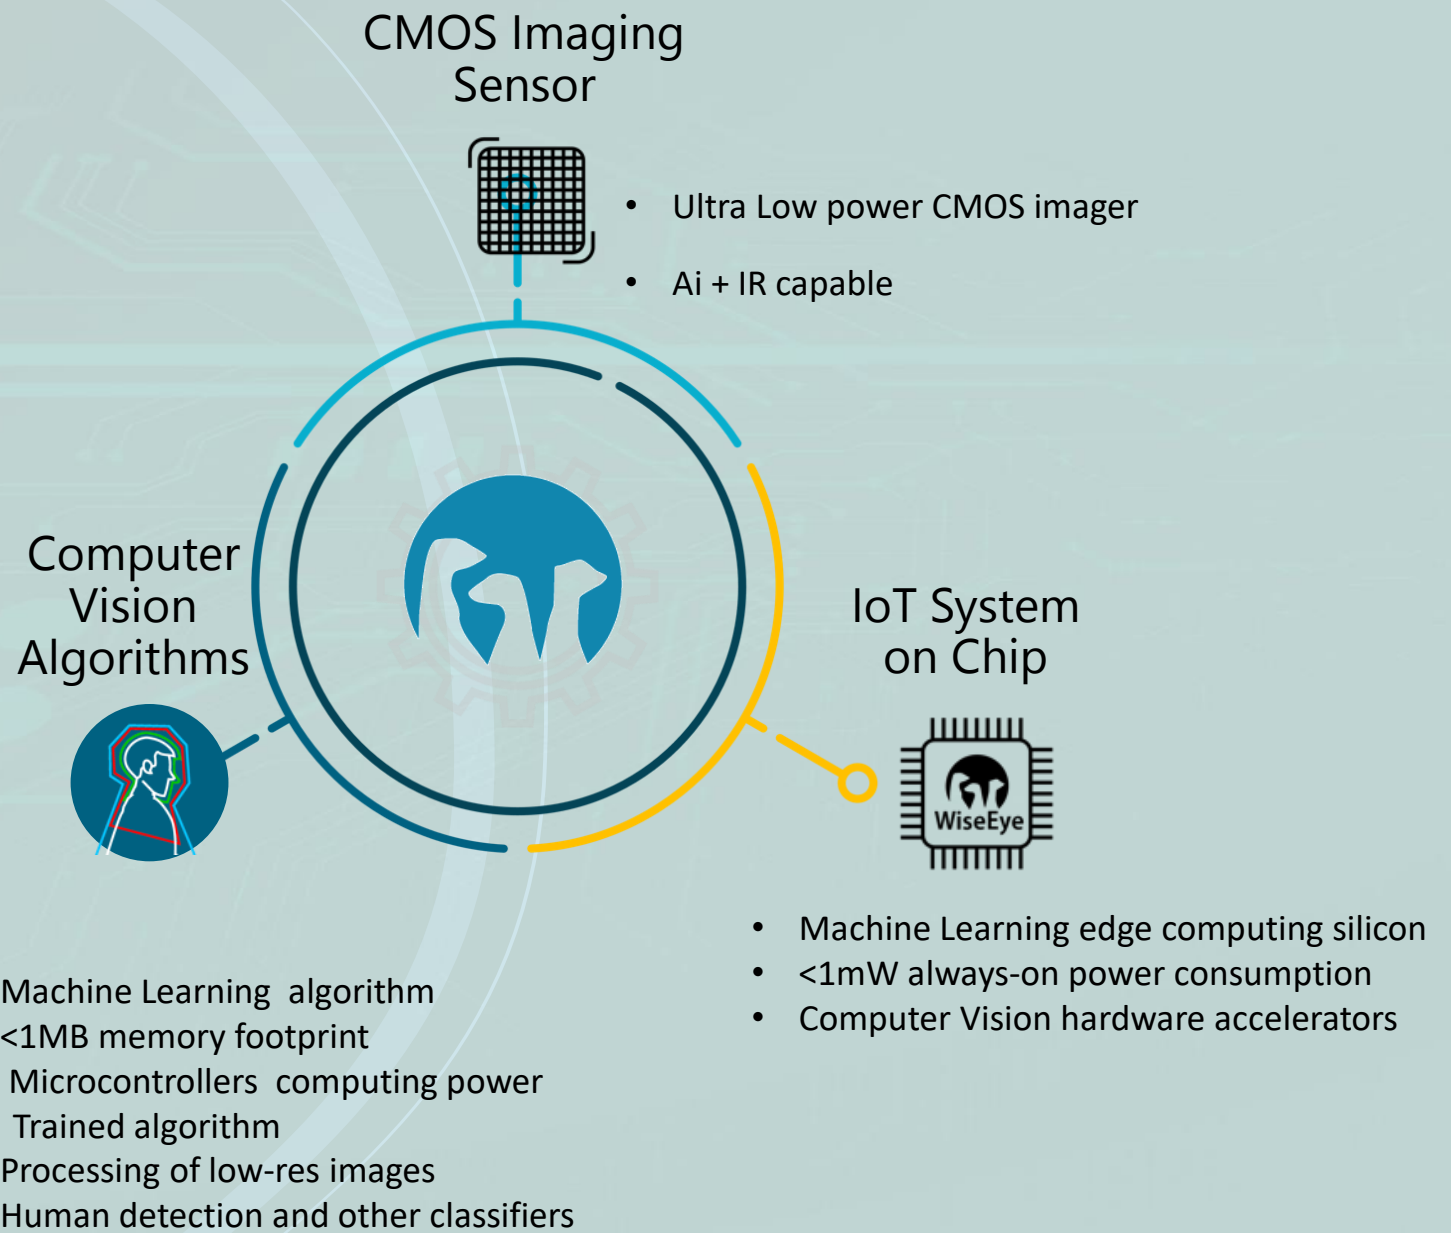 CMOS Imaging
Sensor
• Ultra Low power CMOS imager
• Ai + IR capable
Computer
Vision
Algorithms
IoT System
on Chip
WiseEye
• Machine Learning edge computing silicon
• <1mW always-on power consumption
• Computer Vision hardware accelerators
Machine Learning algorithm
<1MB memory footprint
Microcontrollers computing power
Trained algorithm
Processing of low-res images
Human detection and other classifiers